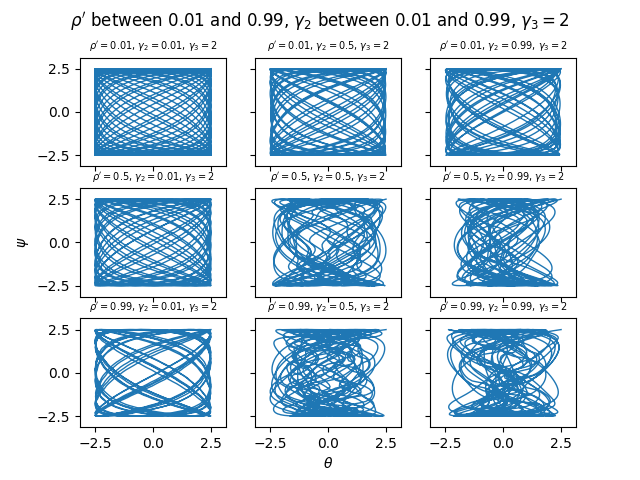 ρ′ between 0.01 and 0.99, γ₂ between 0.01 and 0.99, γ₃ = 2
ρ′ = 0.01, γ₂ = 0.01, γ₃ = 2
ρ′ = 0.01, γ₂ = 0.5, γ₃ = 2
ρ′ = 0.01, γ₂ = 0.99, γ₃ = 2
2.5
0.0
−2.5
ρ′ = 0.5, γ₂ = 0.01, γ₃ = 2
ρ′ = 0.5, γ₂ = 0.5, γ₃ = 2
ρ′ = 0.5, γ₂ = 0.99, γ₃ = 2
2.5
0.0
−2.5
ψ
ρ′ = 0.99, γ₂ = 0.01, γ₃ = 2
ρ′ = 0.99, γ₂ = 0.5, γ₃ = 2
ρ′ = 0.99, γ₂ = 0.99, γ₃ = 2
2.5
0.0
−2.5
−2.5 0.0 2.5
−2.5 0.0 2.5
−2.5 0.0 2.5
θ